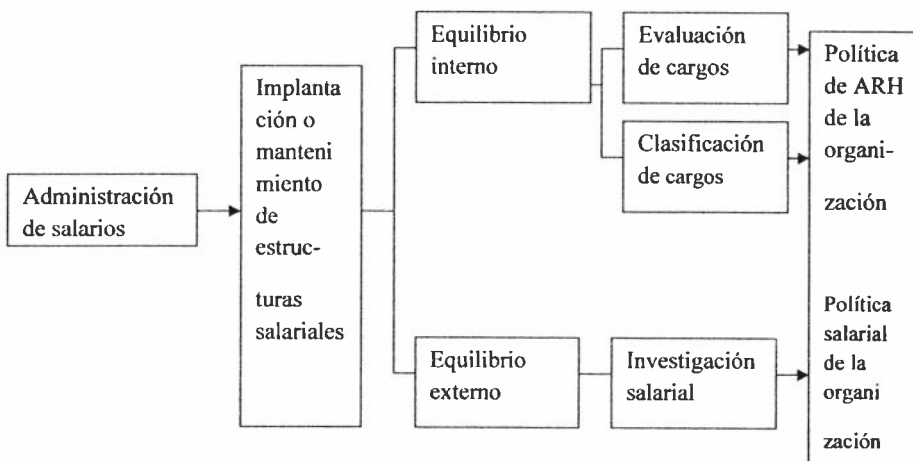 Administración
de salarios
Implanta
ción o
manteni
miento
de
estruc-
turas
salariales
Equilibrio
interno
Evaluación
de cargos
Clasificación
de cargos
Equilibrio
externo
Investigación
salarial
Política
de ARH
de la
organi-
zación
Política
salarial
de la
organi
zación